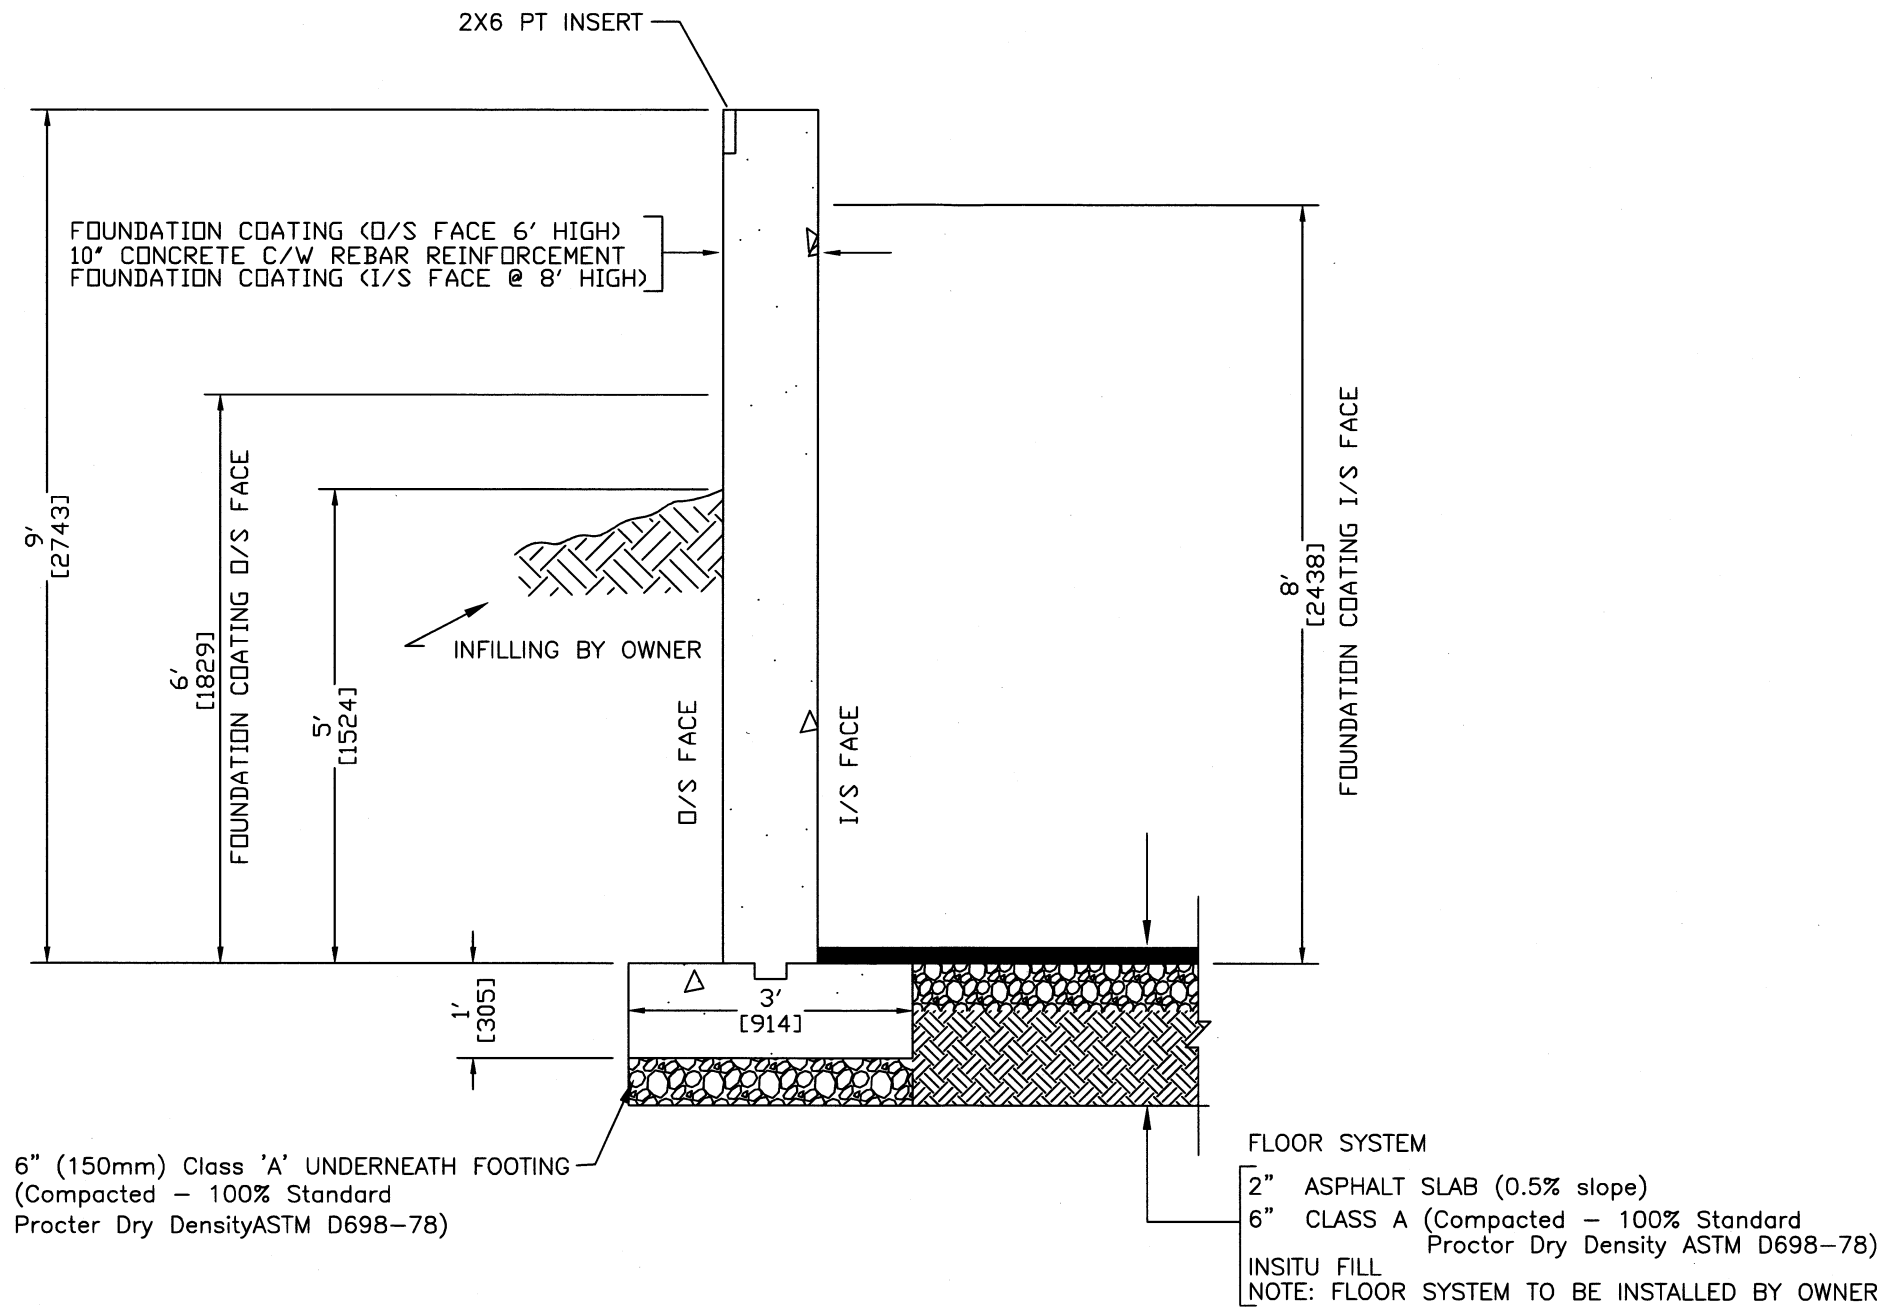 2X6 PT INSERT
FOUNDATION COATING (O/S FACE 6' HIGH)
10" CONCRETE C/W REBAR REINFORCEMENT
FOUNDATION COATING (I/S FACE @ 8' HIGH)
9'
[2743]
6'
[1829]
FOUNDATION COATING O/S FACE
5'
[1524]
INFILLING BY OWNER
O/S FACE
I/S FACE
8'
[2438]
FOUNDATION COATING I/S FACE
1'
[305]
3'
[914]
6" (150mm) Class 'A' UNDERNEATH FOOTING
(Compacted – 100% Standard
Procter Dry DensityASTM D698–78)
FLOOR SYSTEM
2" ASPHALT SLAB (0.5% slope)
6" CLASS A (Compacted – 100% Standard
Proctor Dry Density ASTM D698–78)
INSITU FILL
NOTE: FLOOR SYSTEM TO BE INSTALLED BY OWNER